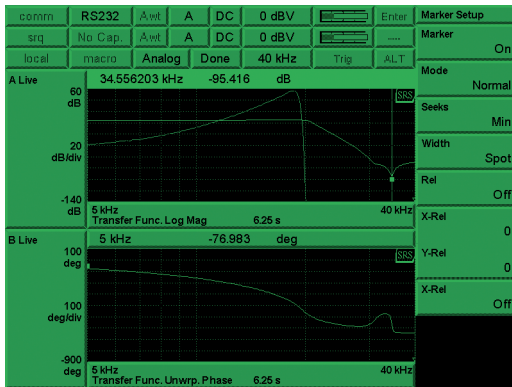 comm RS232 Awt A DC 0 dBV Enter
srq No Cap. Awt A DC 0 dBV ----
local macro Analog Done 40 kHz Trig ALT
Marker Setup
Marker
On
Mode
Normal
Seeks
Min
Width
Spot
Rel
Off
X-Rel
0
Y-Rel
0
X-Rel
Off
A Live 34.556203 kHz -95.416 dB
60
dB
SRS
20
dB/div
-140
dB
5 kHz 40 kHz
Transfer Func. Log Mag 6.25 s
B Live 5 kHz -76.983 deg
100
deg
SRS
100
deg/div
-900
deg
5 kHz 40 kHz
Transfer Func. Unwrp. Phase 6.25 s